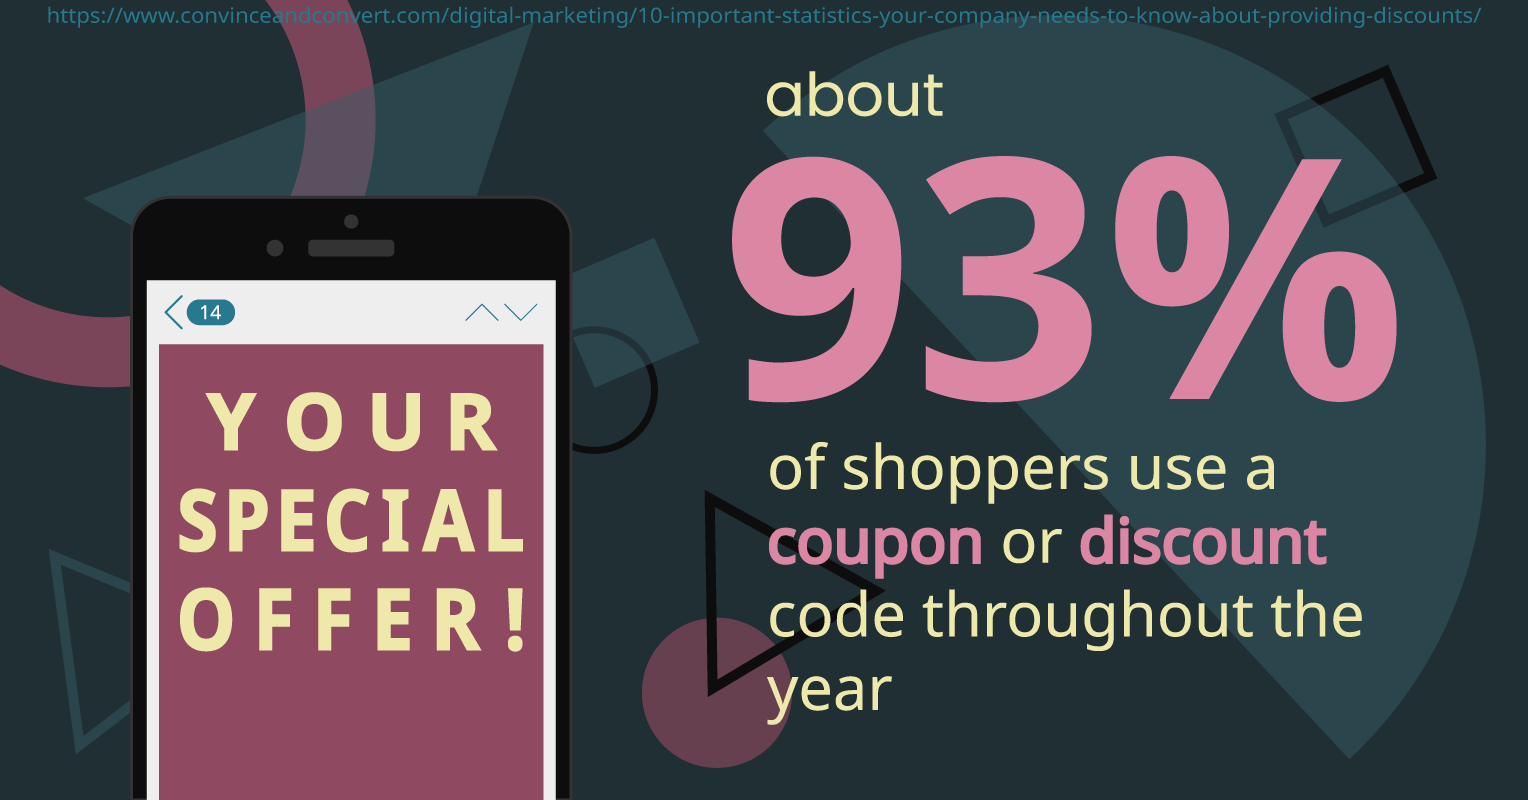 https://www.convinceandconvert.com/digital-marketing/10-important-statistics-your-company-needs-to-know-about-providing-discounts/
about
93%
of shoppers use a
coupon or discount
code throughout the
year
14
YOUR
SPECIAL
OFFER!